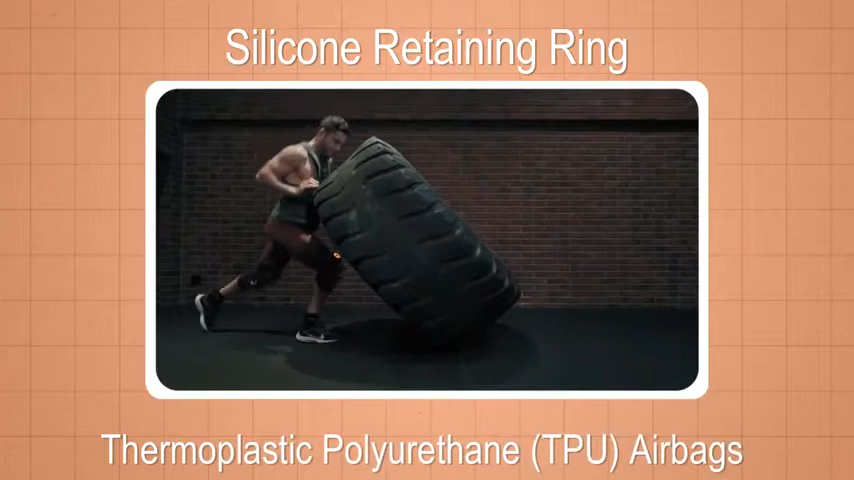 Silicone Retaining Ring
Thermoplastic Polyurethane (TPU) Airbags